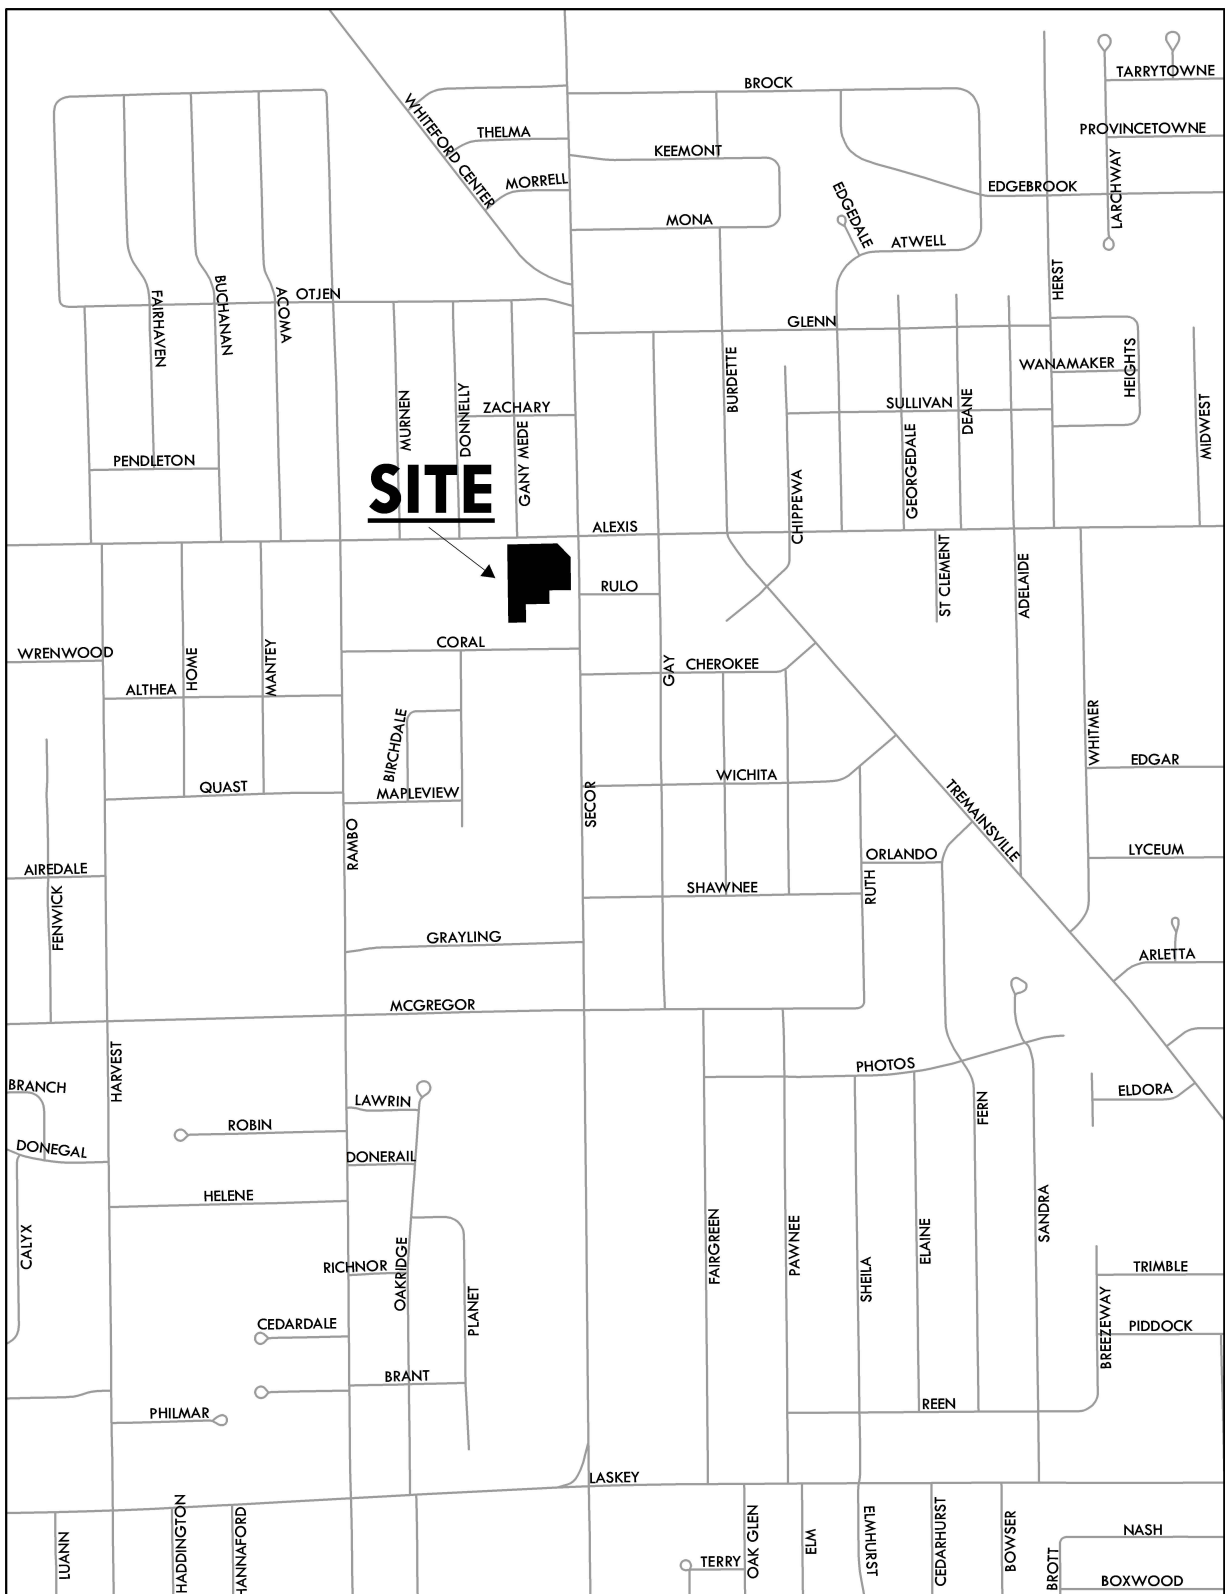 TARRYTOWNE
BROCK
WHITEFORD CENTER
THELMA
PROVINCETOWNE
KEEMONT
MORRELL
EDGEBROOK
LARCHWAY
MONA
EDGEDALE
ATWELL
HERST
OTJEN
FAIRHAVEN
BUCHANAN
ACOMA
GLENN
WANAMAKER
HEIGHTS
BURDETTE
MURNEN
DONNELLY
ZACHARY
GANY MEDE
SULLIVAN
DEANE
GEORGEDALE
MIDWEST
PENDLETON
SITE
CHIPPEWA
ALEXIS
ST CLEMENT
ADELAIDE
RULO
CORAL
WRENWOOD
HOME
MANTEY
GAY
CHEROKEE
ALTHEA
BIRCHDALE
WHITMER
EDGAR
WICHITA
QUAST
MAPLEVIEW
SECOR
TREMAINSVILLE
RAMBO
ORLANDO
LYCEUM
AIREDALE
RUTH
SHAWNEE
FENWICK
GRAYLING
ARLETTA
MCGREGOR
HARVEST
PHOTOS
BRANCH
ELDORA
LAWRIN
FERN
ROBIN
DONEGAL
DONERAIL
HELENE
SANDRA
CALYX
FAIRGREEN
PAWNEE
ELAINE
SHEILA
RICHNOR
OAKRIDGE
TRIMBLE
PLANET
CEDARDALE
BREEZEWAY
PIDDOCK
BRANT
PHILMAR
REEN
LASKEY
LUANN
HADDINGTON
HANNAFORD
OAK GLEN
ELM
ELMHURST
CEDARHURST
BOWSER
NASH
TERRY
BROTT
BOXWOOD